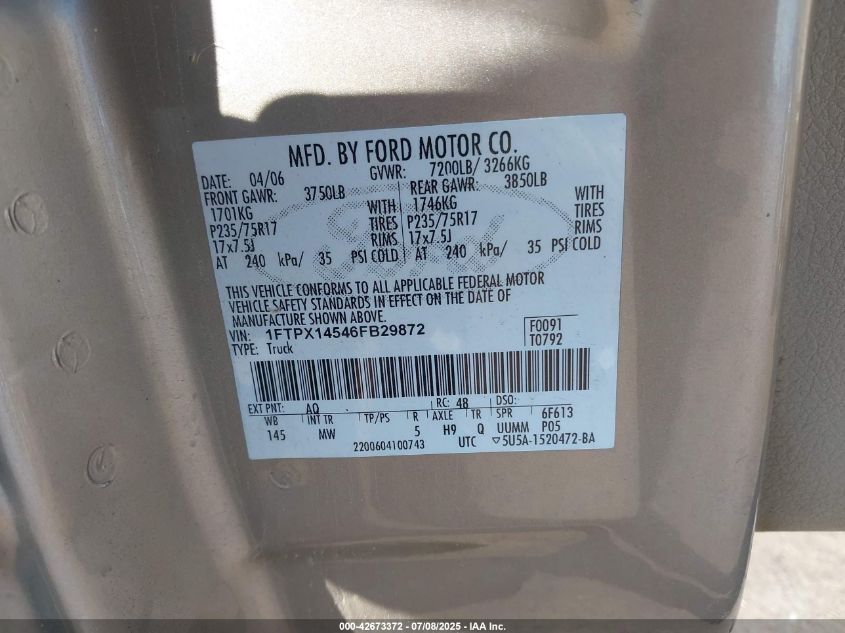 MFD. BY FORD MOTOR CO.
DATE: 04/06 GVWR: 7200LB/ 3266KG
FRONT GAWR: 3750LB REAR GAWR: 3850LB
1701KG WITH 1746KG WITH
P235/75R17 TIRES P235/75R17 TIRES
17x7.5J RIMS 17x7.5J RIMS
AT 240 kPa/ 35 PSI COLD AT 240 kPa/ 35 PSI COLD
THIS VEHICLE CONFORMS TO ALL APPLICABLE FEDERAL MOTOR
VEHICLE SAFETY STANDARDS IN EFFECT ON THE DATE OF
MANUFACTURE SHOWN ABOVE.
VIN: 1FTPX14546FB29872 F0091
TYPE: Truck T0792
EXT PNT: AQ RC: 48 DSO:
WB INT TR TP/PS R AXLE TR SPR 6F613
145 MW 5 H9 Q UUMM P05
2200604100743 UTC ▽5U5A-1520472-BA
Ford
000-42673372 / 07/08/2025 - IAA Inc.